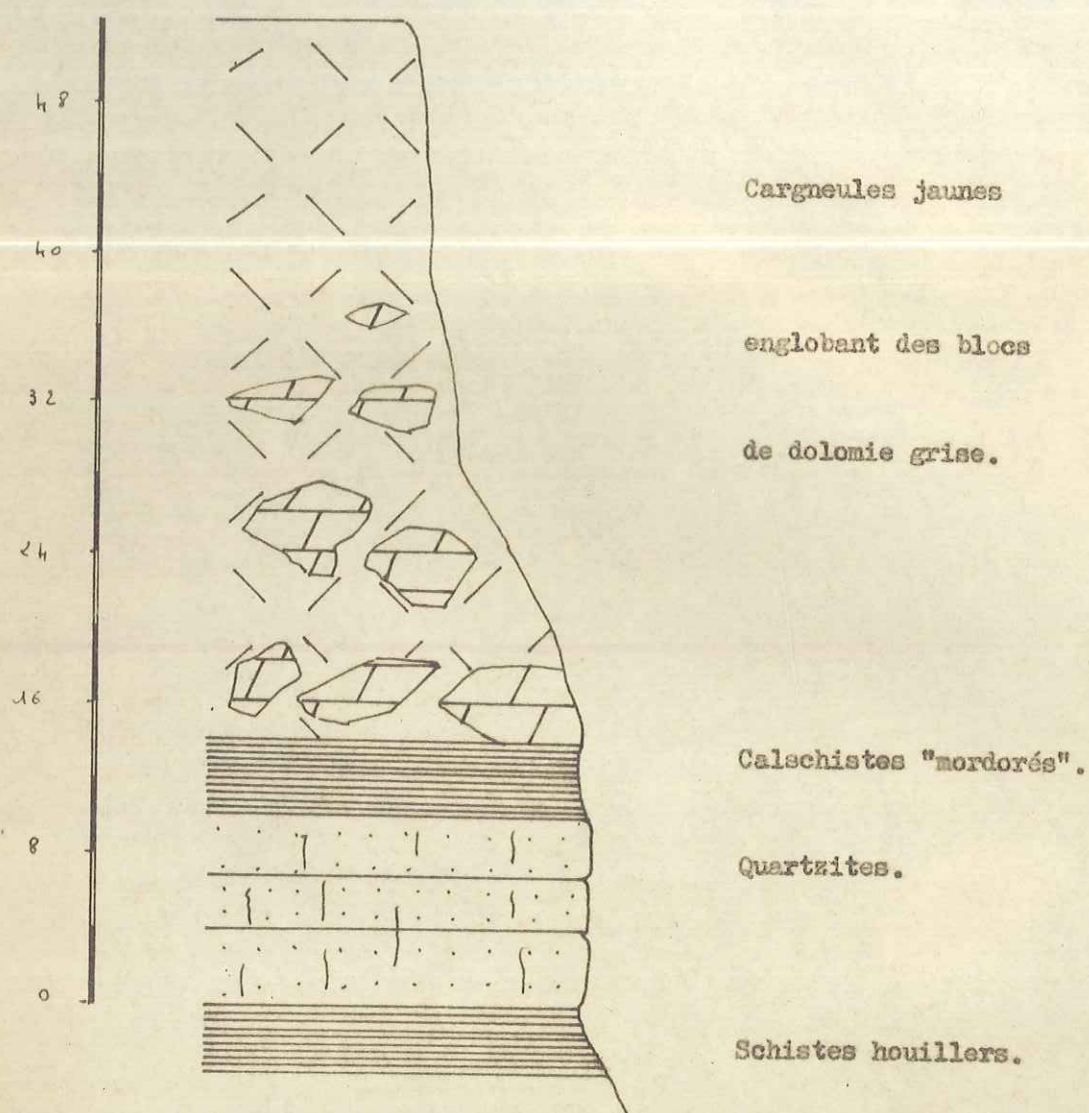 48
Cargneules jaunes
40
englobant des blocs
32
de dolomie grise.
24
16
Calschistes "mordorés".
8
Quartzites.
0
Schistes houillers.